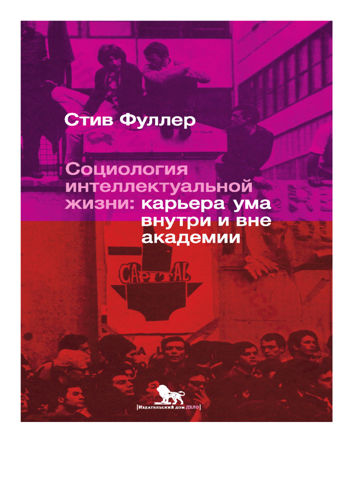 Стив Фуллер
Социология
интеллектуальной
жизни: карьера ума
внутри и вне
академии
CAPITAL
[Издательский дом ДЕЛО]